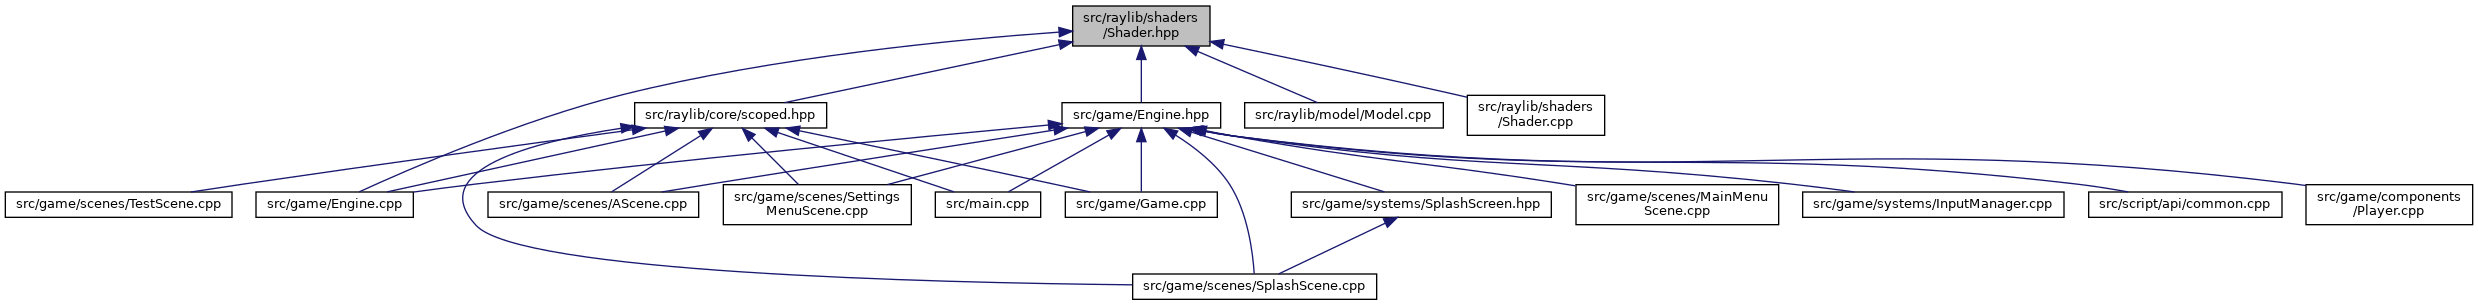 src/raylib/shaders
/Shader.hpp
src/raylib/core/scoped.hpp
src/game/Engine.hpp
src/raylib/model/Model.cpp
src/raylib/shaders
/Shader.cpp
src/game/scenes/TestScene.cpp
src/game/Engine.cpp
src/game/scenes/AScene.cpp
src/game/scenes/Settings
MenuScene.cpp
src/main.cpp
src/game/Game.cpp
src/game/systems/SplashScreen.hpp
src/game/scenes/MainMenu
Scene.cpp
src/game/systems/InputManager.cpp
src/script/api/common.cpp
src/game/components
/Player.cpp
src/game/scenes/SplashScene.cpp